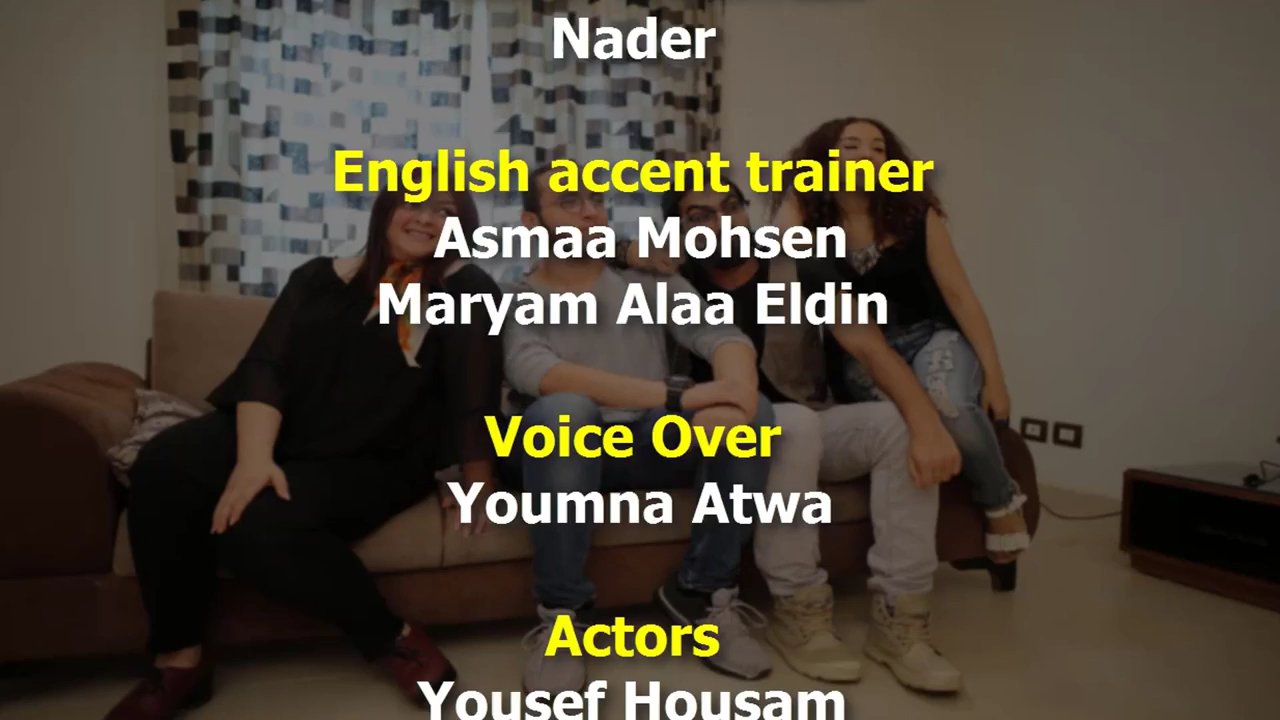 Nader
English accent trainer
Asmaa Mohsen
Maryam Alaa Eldin
Voice Over
Youmna Atwa
Actors
Yousef Housam